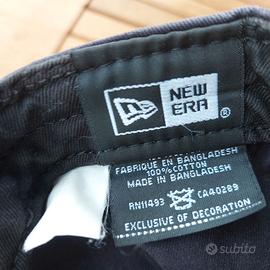 NEW
ERA
®
FABRIQUE EN BANGLADESH
100% COTTON
MADE IN BANGLADESH
RN11493 CA40289
EXCLUSIVE OF DECORATION
subito